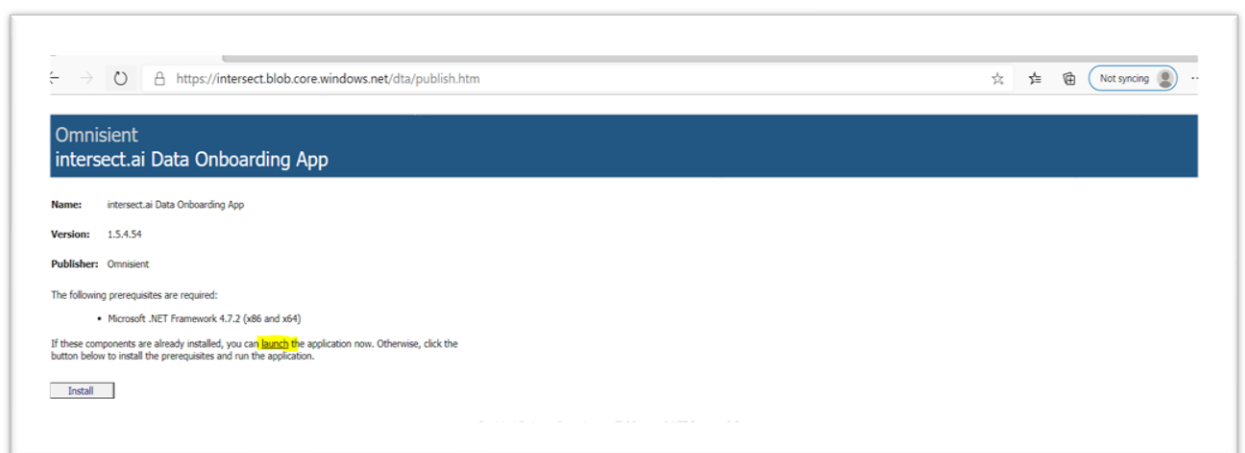 https://intersect.blob.core.windows.net/dta/publish.htm
Not syncing
Omnisient
intersect.ai Data Onboarding App
Name: intersect.ai Data Onboarding App
Version: 1.5.4.54
Publisher: Omnisient
The following prerequisites are required:
• Microsoft .NET Framework 4.7.2 (x86 and x64)
If these components are already installed, you can launch the application now. Otherwise, click the
button below to install the prerequisites and run the application.
Install